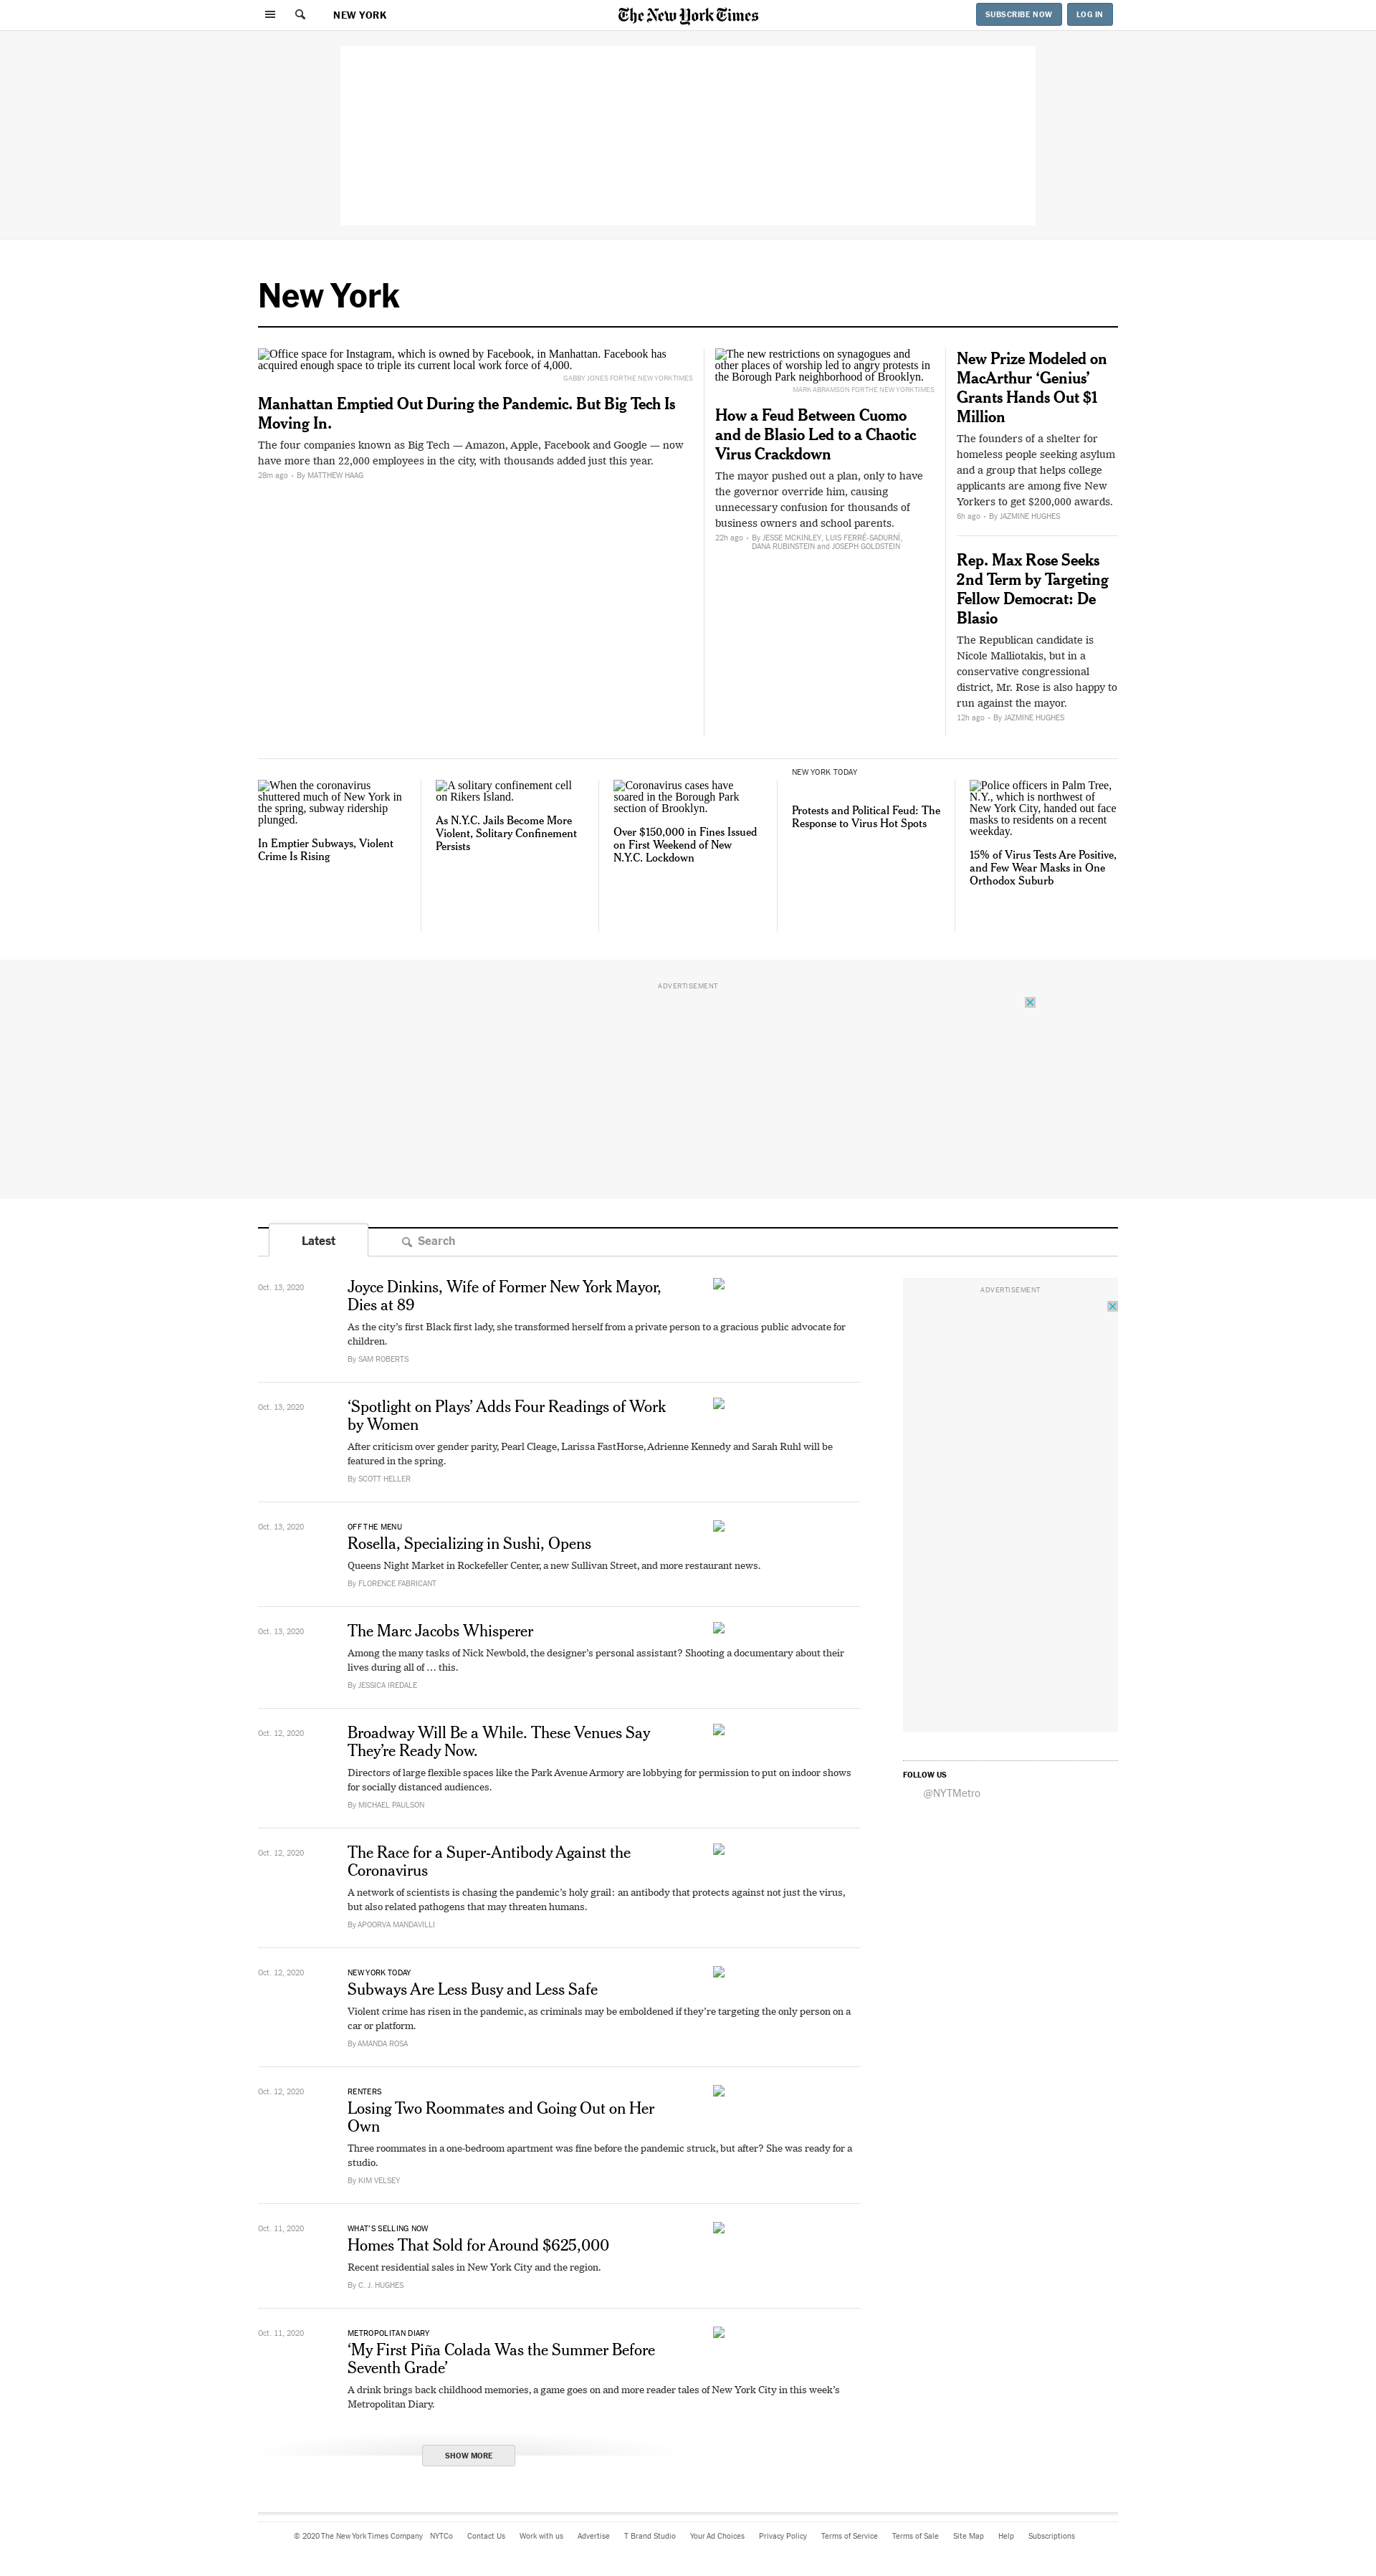 NEW YORK
The New York Times
SUBSCRIBE NOW
LOG IN
New York
Office space for Instagram, which is owned by Facebook, in Manhattan. Facebook has
acquired enough space to triple its current local work force of 4,000.
GABBY JONES FOR THE NEW YORK TIMES
Manhattan Emptied Out During the Pandemic. But Big Tech Is
Moving In.
The four companies known as Big Tech — Amazon, Apple, Facebook and Google — now
have more than 22,000 employees in the city, with thousands added just this year.
28m ago • By MATTHEW HAAG
The new restrictions on synagogues and
other places of worship led to angry protests in
the Borough Park neighborhood of Brooklyn.
MARK ABRAMSON FOR THE NEW YORK TIMES
How a Feud Between Cuomo
and de Blasio Led to a Chaotic
Virus Crackdown
The mayor pushed out a plan, only to have
the governor override him, causing
unnecessary confusion for thousands of
business owners and school parents.
22h ago • By JESSE MCKINLEY, LUIS FERRÉ-SADURNÍ,
DANA RUBINSTEIN and JOSEPH GOLDSTEIN
New Prize Modeled on
MacArthur ‘Genius’
Grants Hands Out $1
Million
The founders of a shelter for
homeless people seeking asylum
and a group that helps college
applicants are among five New
Yorkers to get $200,000 awards.
6h ago • By JAZMINE HUGHES
Rep. Max Rose Seeks
2nd Term by Targeting
Fellow Democrat: De
Blasio
The Republican candidate is
Nicole Malliotakis, but in a
conservative congressional
district, Mr. Rose is also happy to
run against the mayor.
12h ago • By JAZMINE HUGHES
When the coronavirus
shuttered much of New York in
the spring, subway ridership
plunged.
In Emptier Subways, Violent
Crime Is Rising
A solitary confinement cell
on Rikers Island.
As N.Y.C. Jails Become More
Violent, Solitary Confinement
Persists
Coronavirus cases have
soared in the Borough Park
section of Brooklyn.
Over $150,000 in Fines Issued
on First Weekend of New
N.Y.C. Lockdown
NEW YORK TODAY
Protests and Political Feud: The
Response to Virus Hot Spots
Police officers in Palm Tree,
N.Y., which is northwest of
New York City, handed out face
masks to residents on a recent
weekday.
15% of Virus Tests Are Positive,
and Few Wear Masks in One
Orthodox Suburb
ADVERTISEMENT
Latest
Search
Oct. 13, 2020
Joyce Dinkins, Wife of Former New York Mayor,
Dies at 89
As the city’s first Black first lady, she transformed herself from a private person to a gracious public advocate for
children.
By SAM ROBERTS
Oct. 13, 2020
‘Spotlight on Plays’ Adds Four Readings of Work
by Women
After criticism over gender parity, Pearl Cleage, Larissa FastHorse, Adrienne Kennedy and Sarah Ruhl will be
featured in the spring.
By SCOTT HELLER
Oct. 13, 2020
OFF THE MENU
Rosella, Specializing in Sushi, Opens
Queens Night Market in Rockefeller Center, a new Sullivan Street, and more restaurant news.
By FLORENCE FABRICANT
Oct. 13, 2020
The Marc Jacobs Whisperer
Among the many tasks of Nick Newbold, the designer’s personal assistant? Shooting a documentary about their
lives during all of … this.
By JESSICA IREDALE
Oct. 12, 2020
Broadway Will Be a While. These Venues Say
They’re Ready Now.
Directors of large flexible spaces like the Park Avenue Armory are lobbying for permission to put on indoor shows
for socially distanced audiences.
By MICHAEL PAULSON
Oct. 12, 2020
The Race for a Super-Antibody Against the
Coronavirus
A network of scientists is chasing the pandemic’s holy grail: an antibody that protects against not just the virus,
but also related pathogens that may threaten humans.
By APOORVA MANDAVILLI
Oct. 12, 2020
NEW YORK TODAY
Subways Are Less Busy and Less Safe
Violent crime has risen in the pandemic, as criminals may be emboldened if they’re targeting the only person on a
car or platform.
By AMANDA ROSA
Oct. 12, 2020
RENTERS
Losing Two Roommates and Going Out on Her
Own
Three roommates in a one-bedroom apartment was fine before the pandemic struck, but after? She was ready for a
studio.
By KIM VELSEY
Oct. 11, 2020
WHAT’S SELLING NOW
Homes That Sold for Around $625,000
Recent residential sales in New York City and the region.
By C. J. HUGHES
Oct. 11, 2020
METROPOLITAN DIARY
‘My First Piña Colada Was the Summer Before
Seventh Grade’
A drink brings back childhood memories, a game goes on and more reader tales of New York City in this week’s
Metropolitan Diary.
SHOW MORE
ADVERTISEMENT
FOLLOW US
@NYTMetro
© 2020 The New York Times Company NYTCo Contact Us Work with us Advertise T Brand Studio Your Ad Choices Privacy Policy Terms of Service Terms of Sale Site Map Help Subscriptions